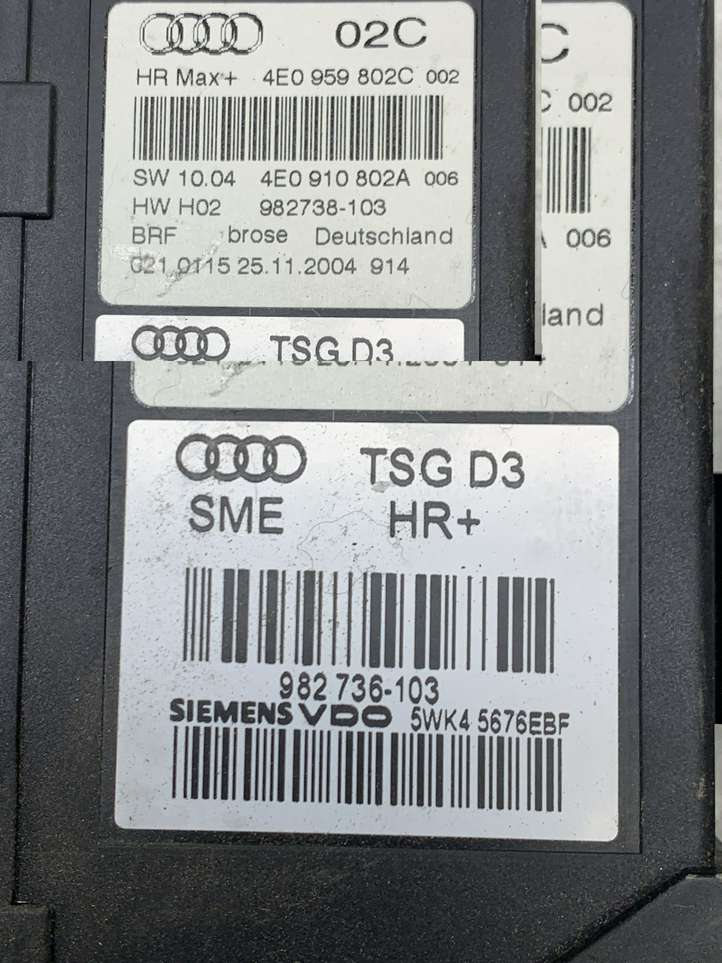 02C
HR Max+ 4E0 959 802C 002
SW 10.04 4E0 910 802A 006
HW H02 982738-103
BRF brose Deutschland
021 0115 25.11.2004 914
TSG D3
C
C 002
A 006
land
TSG D3
SME HR+
982 736-103
SIEMENS VDO 5WK4 5676EBF